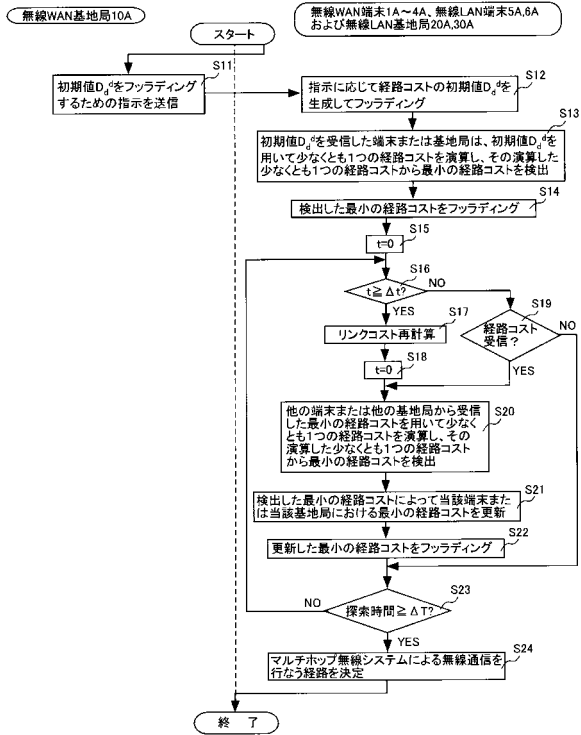 無線WAN基地局10A
無線WAN端末1A～4A、無線LAN端末5A,6A
および無線LAN基地局20A,30A
スタート
S11
初期値Dddをフッラディング
するための指示を送信
S12
指示に応じて経路コストの初期値Dddを
生成してフッラディング
S13
初期値Dddを受信した端末または基地局は、初期値Dddを
用いて少なくとも1つの経路コストを演算し、その演算した
少なくとも1つの経路コストから最小の経路コストを検出
S14
検出した最小の経路コストをフッラディング
S15
t=0
S16
t≧Δt?
NO
YES
S17
リンクコスト再計算
S18
t=0
S19
経路コスト
受信？
NO
YES
S20
他の端末または他の基地局から受信
した最小の経路コストを用いて少なく
とも1つの経路コストを演算し、その
演算した少なくとも1つの経路コスト
から最小の経路コストを検出
S21
検出した最小の経路コストによって当該端末また
は当該基地局における最小の経路コストを更新
S22
更新した最小の経路コストをフッラディング
S23
探索時間≧ΔT?
NO
YES
S24
マルチホップ無線システムによる無線通信を
行なう経路を決定
終 了